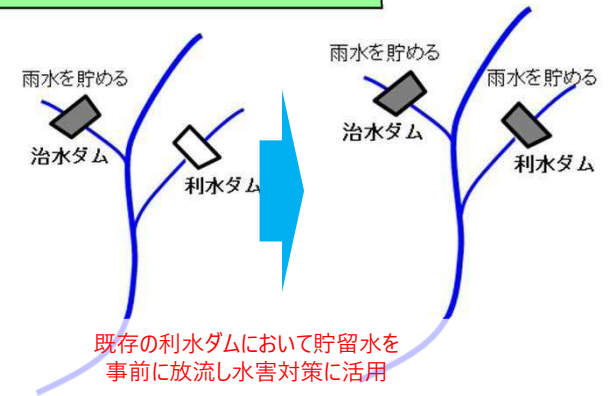 雨水を貯める
治水ダム
利水ダム
雨水を貯める
雨水を貯める
治水ダム
利水ダム
既存の利水ダムにおいて貯留水を
事前に放流し水害対策に活用